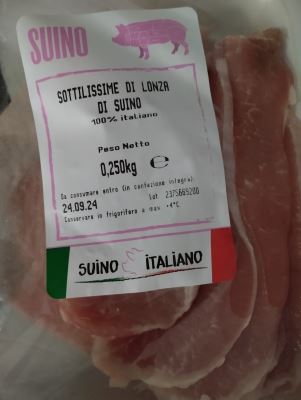 SUINO
SOTTILISSIME DI LONZA
DI SUINO
100% italiano
Peso Netto
0,250kg e
Da consumare entro (in confezione integra):
24.09.24 lot. 2375669200
Conservare in frigorifero a max. +4°C.
SUINO ITALIANO